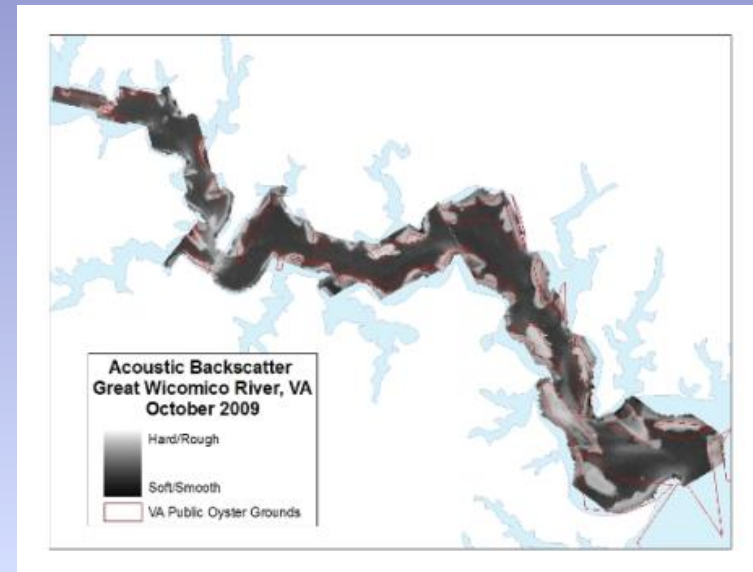 Acoustic Backscatter
Great Wicomico River, VA
October 2009
Hard/Rough
Soft/Smooth
VA Public Oyster Grounds